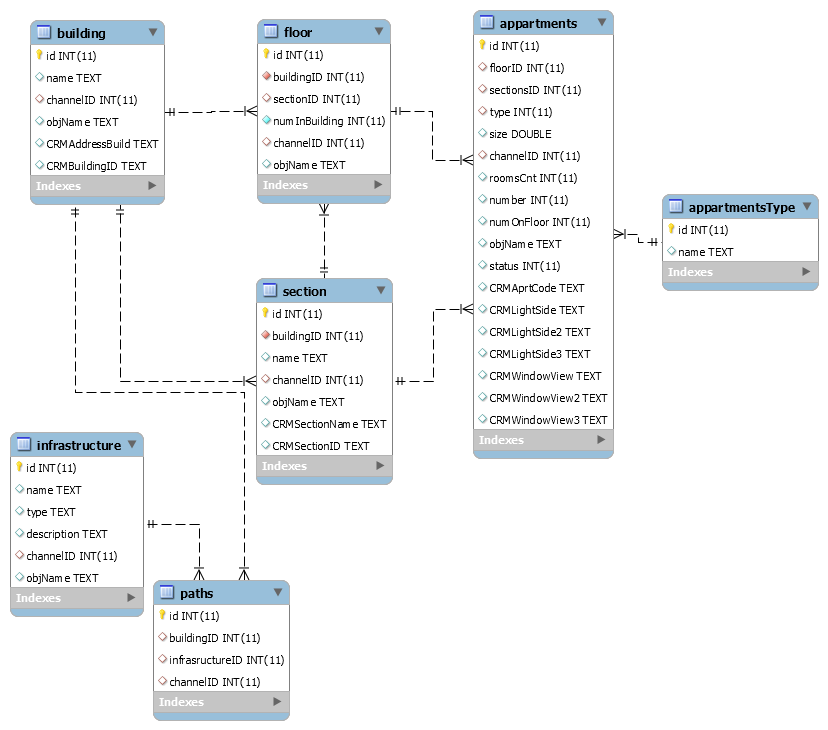 building
id INT(11)
name TEXT
channelID INT(11)
objName TEXT
CRMAddressBuild TEXT
CRMBuildingID TEXT
Indexes
floor
id INT(11)
buildingID INT(11)
sectionID INT(11)
numInBuilding INT(11)
channelID INT(11)
objName TEXT
Indexes
appartments
id INT(11)
floorID INT(11)
sectionsID INT(11)
type INT(11)
size DOUBLE
channelID INT(11)
roomsCnt INT(11)
number INT(11)
numOnFloor INT(11)
objName TEXT
status INT(11)
CRMAprtCode TEXT
CRMLightSide TEXT
CRMLightSide2 TEXT
CRMLightSide3 TEXT
CRMWindowView TEXT
CRMWindowView2 TEXT
CRMWindowView3 TEXT
Indexes
appartmentsType
id INT(11)
name TEXT
Indexes
section
id INT(11)
buildingID INT(11)
name TEXT
channelID INT(11)
objName TEXT
CRMSectionName TEXT
CRMSectionID TEXT
Indexes
infrastructure
id INT(11)
name TEXT
type TEXT
description TEXT
channelID INT(11)
objName TEXT
Indexes
paths
id INT(11)
buildingID INT(11)
infrasructureID INT(11)
channelID INT(11)
Indexes